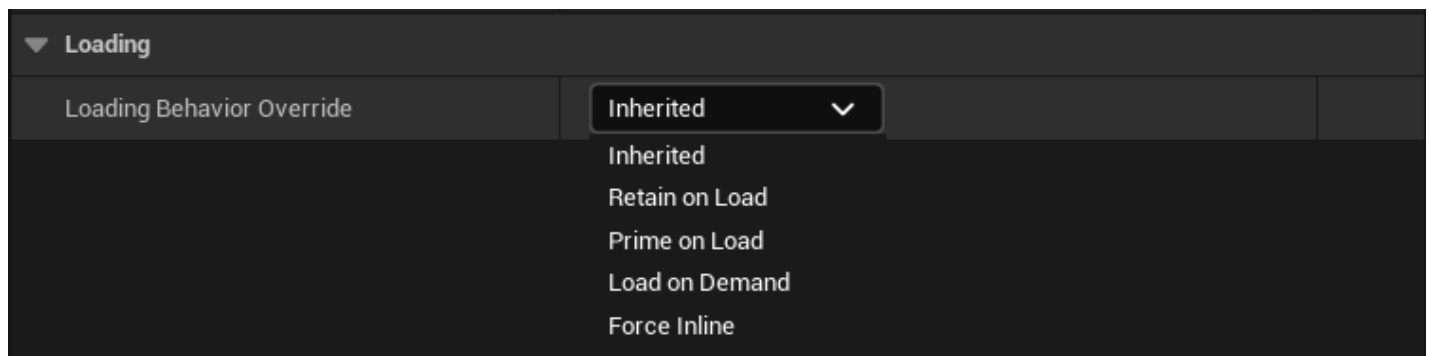 Loading
Loading Behavior Override Inherited
Inherited
Retain on Load
Prime on Load
Load on Demand
Force Inline